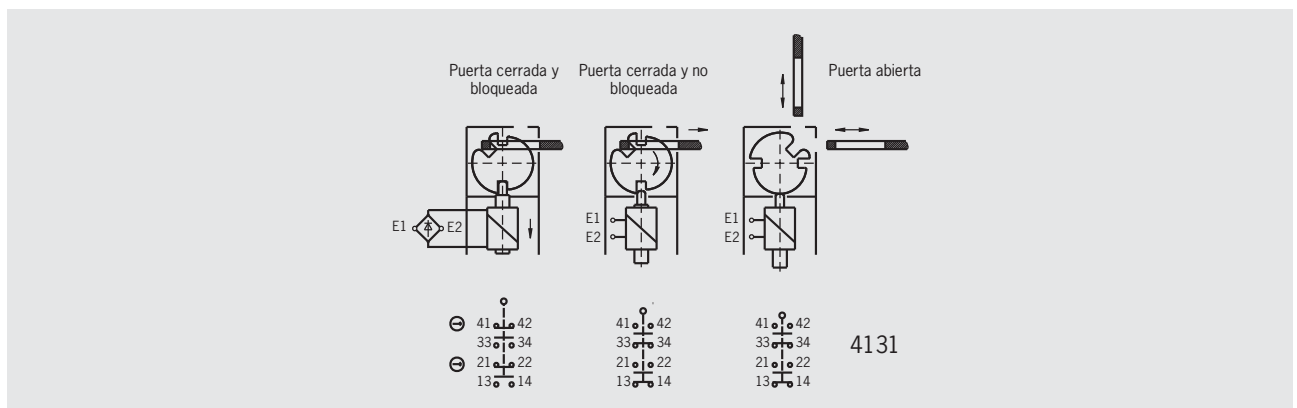 Puerta cerrada y
bloqueada
Puerta cerrada y no
bloqueada
Puerta abierta
E1
E2
E1
E2
E1
E2
41 42
33 34
21 22
13 14
41 42
33 34
21 22
13 14
41 42
33 34
21 22
13 14
4131